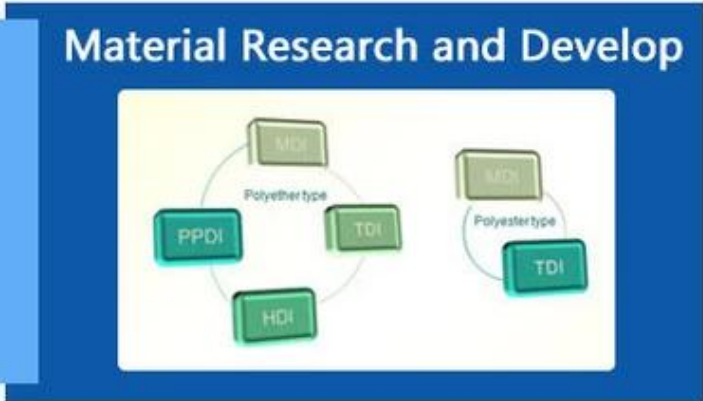 Material Research and Develop
MDI
Polyether type
PPDI
TDI
HDI
MDI
Polyester type
TDI